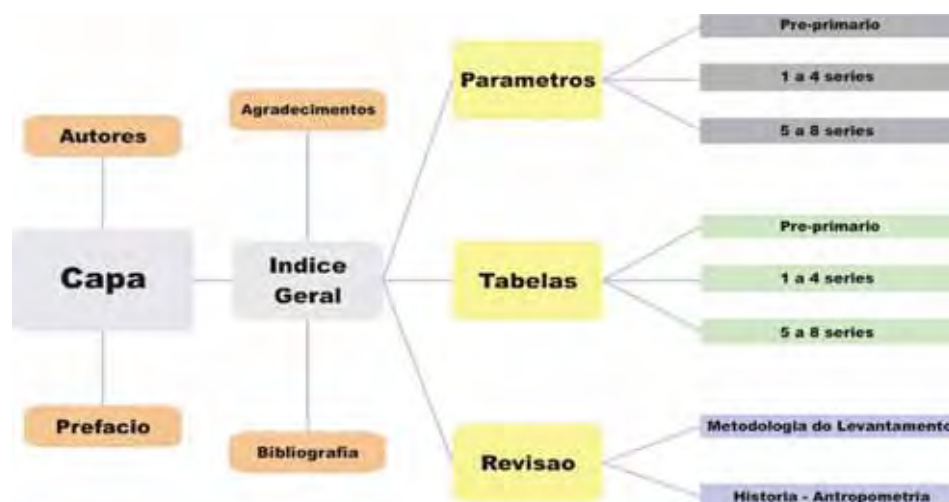 Autores
Capa
Prefacio
Agradecimentos
Indice
Geral
Bibliografia
Parametros
Pre-primario
1 a 4 series
5 a 8 series
Tabelas
Pre-primario
1 a 4 series
5 a 8 series
Revisao
Metodologia do Levantamento
Historia - Antropometria